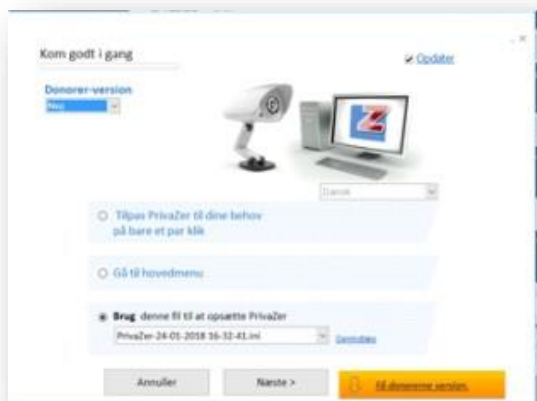 Kom godt i gang
Opdater
Donorer-version
Nej
Dansk
Tilpas PrivaZer til dine behov
på bare et par klik
Gå til hovedmenu
Brug denne fil til at opsætte PrivaZer
PrivaZer-24-01-2018 16-32-41.ini
Annuller
Næste >
Få donorerne version.